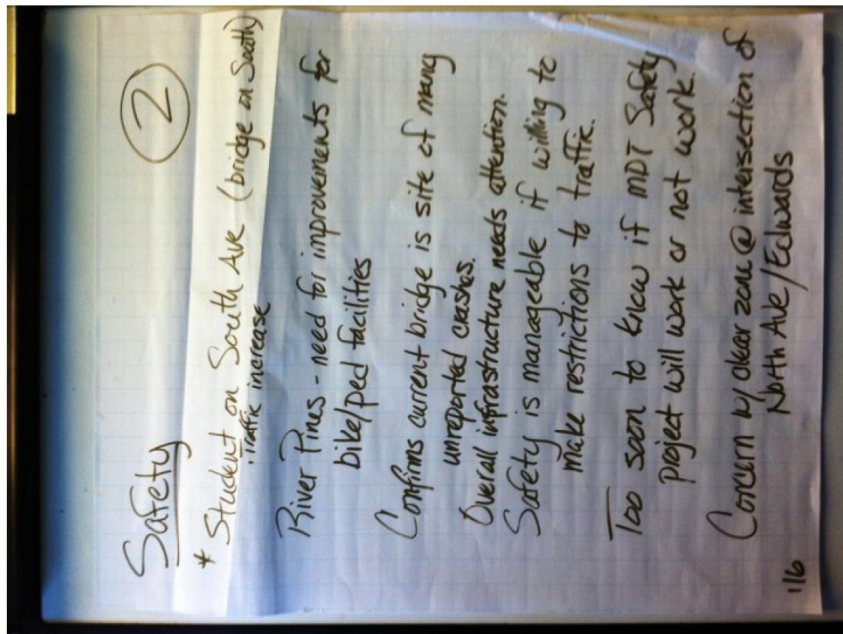 Safety
2
* Student on South Ave (bridge on South)
· traffic increase
River Pines - need for improvements for
bike/ped facilities
Confirms current bridge is site of many
unreported crashes.
Overall infrastructure needs attention.
Safety is manageable if willing to
make restrictions to traffic.
Too soon to know if MDT Safety
project will work or not work.
Concern w/ clear zone @ intersection of
North Ave/Edwards
1/6